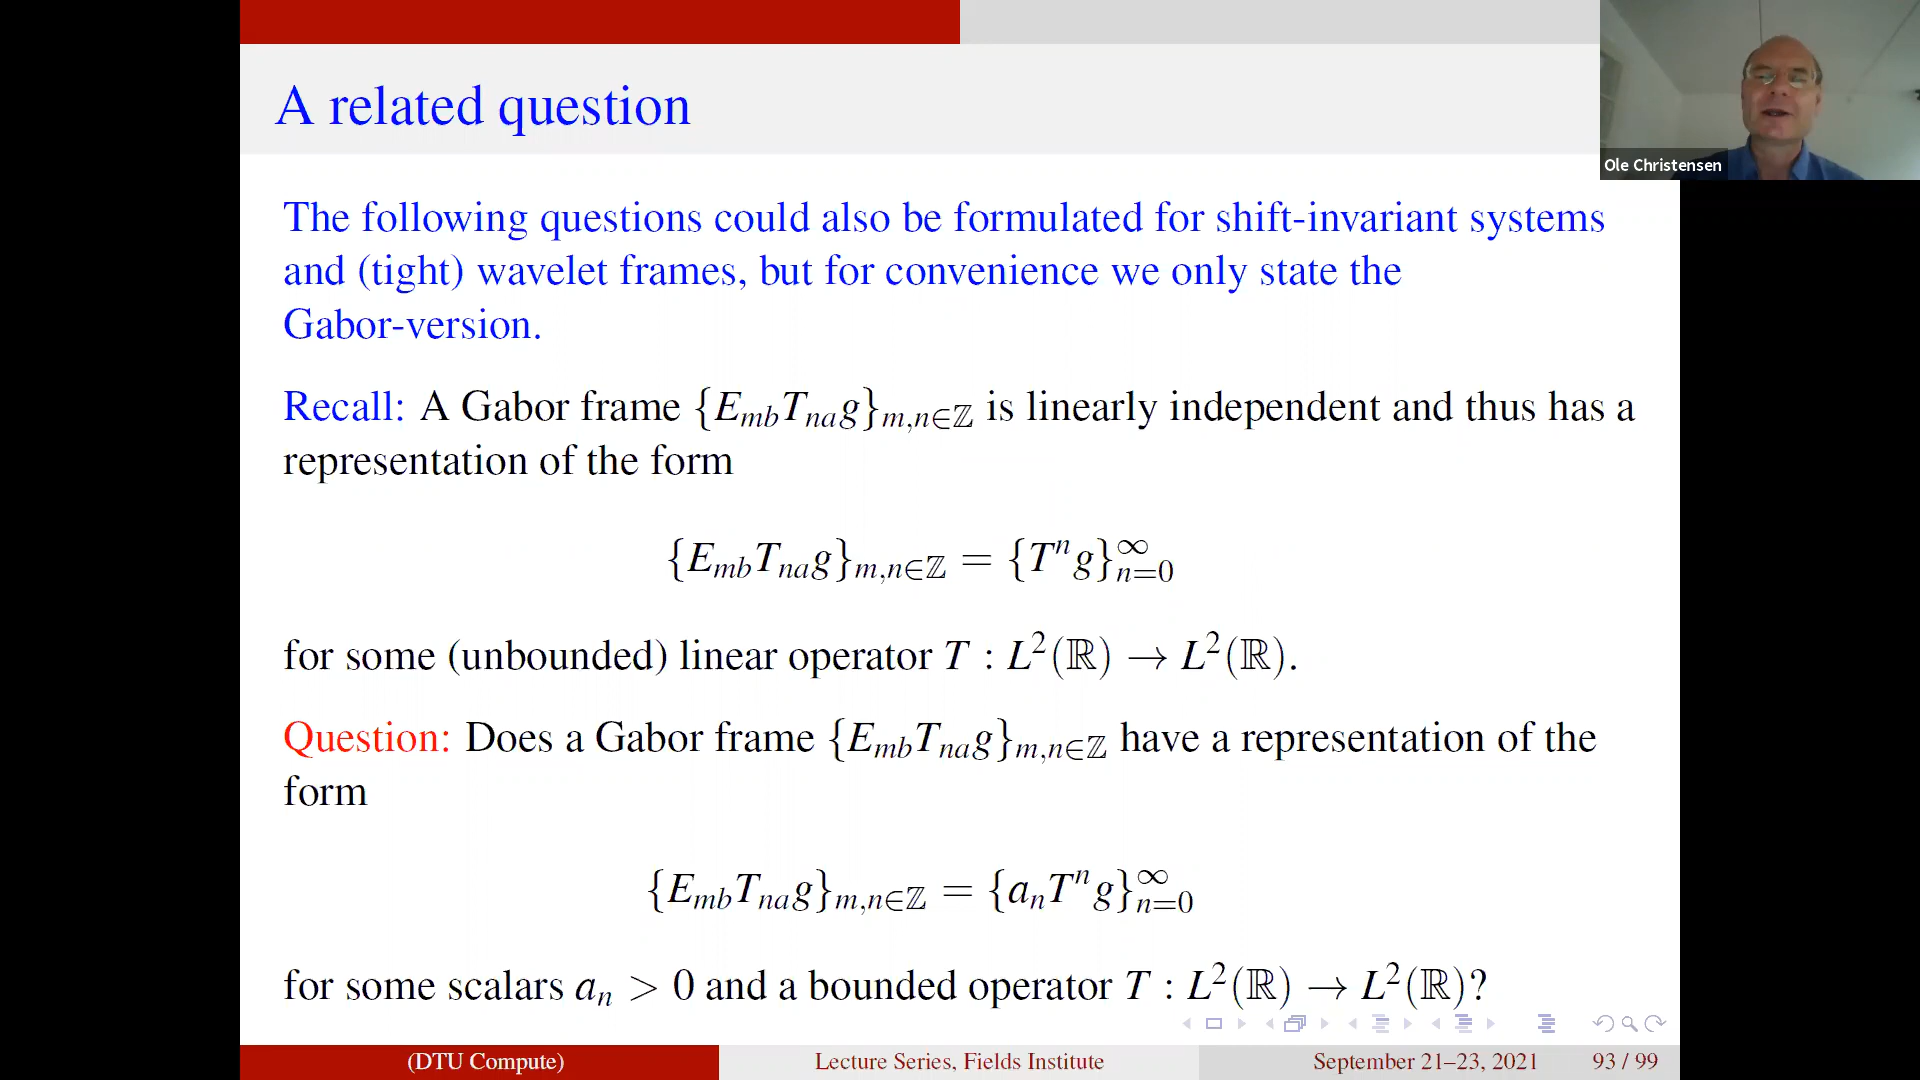 A related question
Ole Christensen
The following questions could also be formulated for shift-invariant systems
and (tight) wavelet frames, but for convenience we only state the
Gabor-version.
Recall: A Gabor frame {E_{mb}T_{na}g}_{m,n∈ℤ} is linearly independent and thus has a
representation of the form
{E_{mb}T_{na}g}_{m,n∈ℤ} = {T^n g}_{n=0}^∞
for some (unbounded) linear operator T : L²(ℝ) → L²(ℝ).
Question: Does a Gabor frame {E_{mb}T_{na}g}_{m,n∈ℤ} have a representation of the
form
{E_{mb}T_{na}g}_{m,n∈ℤ} = {a_n T^n g}_{n=0}^∞
for some scalars a_n > 0 and a bounded operator T : L²(ℝ) → L²(ℝ)?
(DTU Compute) Lecture Series, Fields Institute September 21–23, 2021 93 / 99